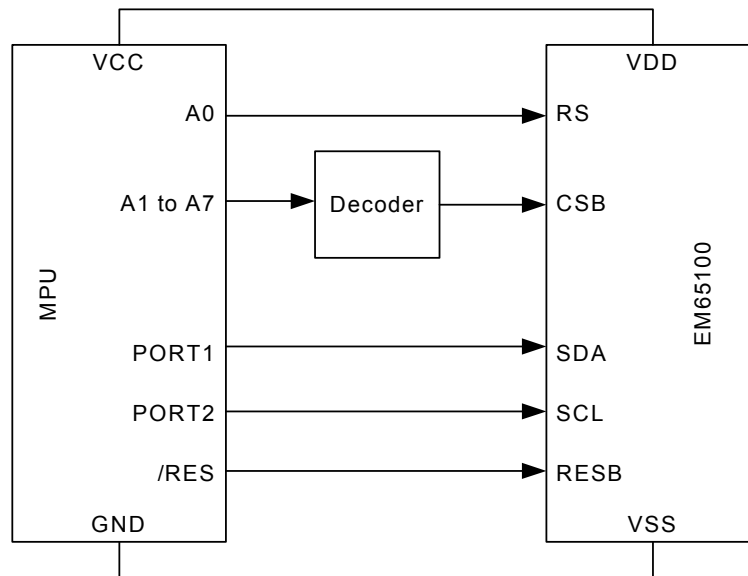 VCC
A0
A1 to A7
MPU
PORT1
PORT2
/RES
GND
Decoder
VDD
RS
CSB
EM65100
SDA
SCL
RESB
VSS